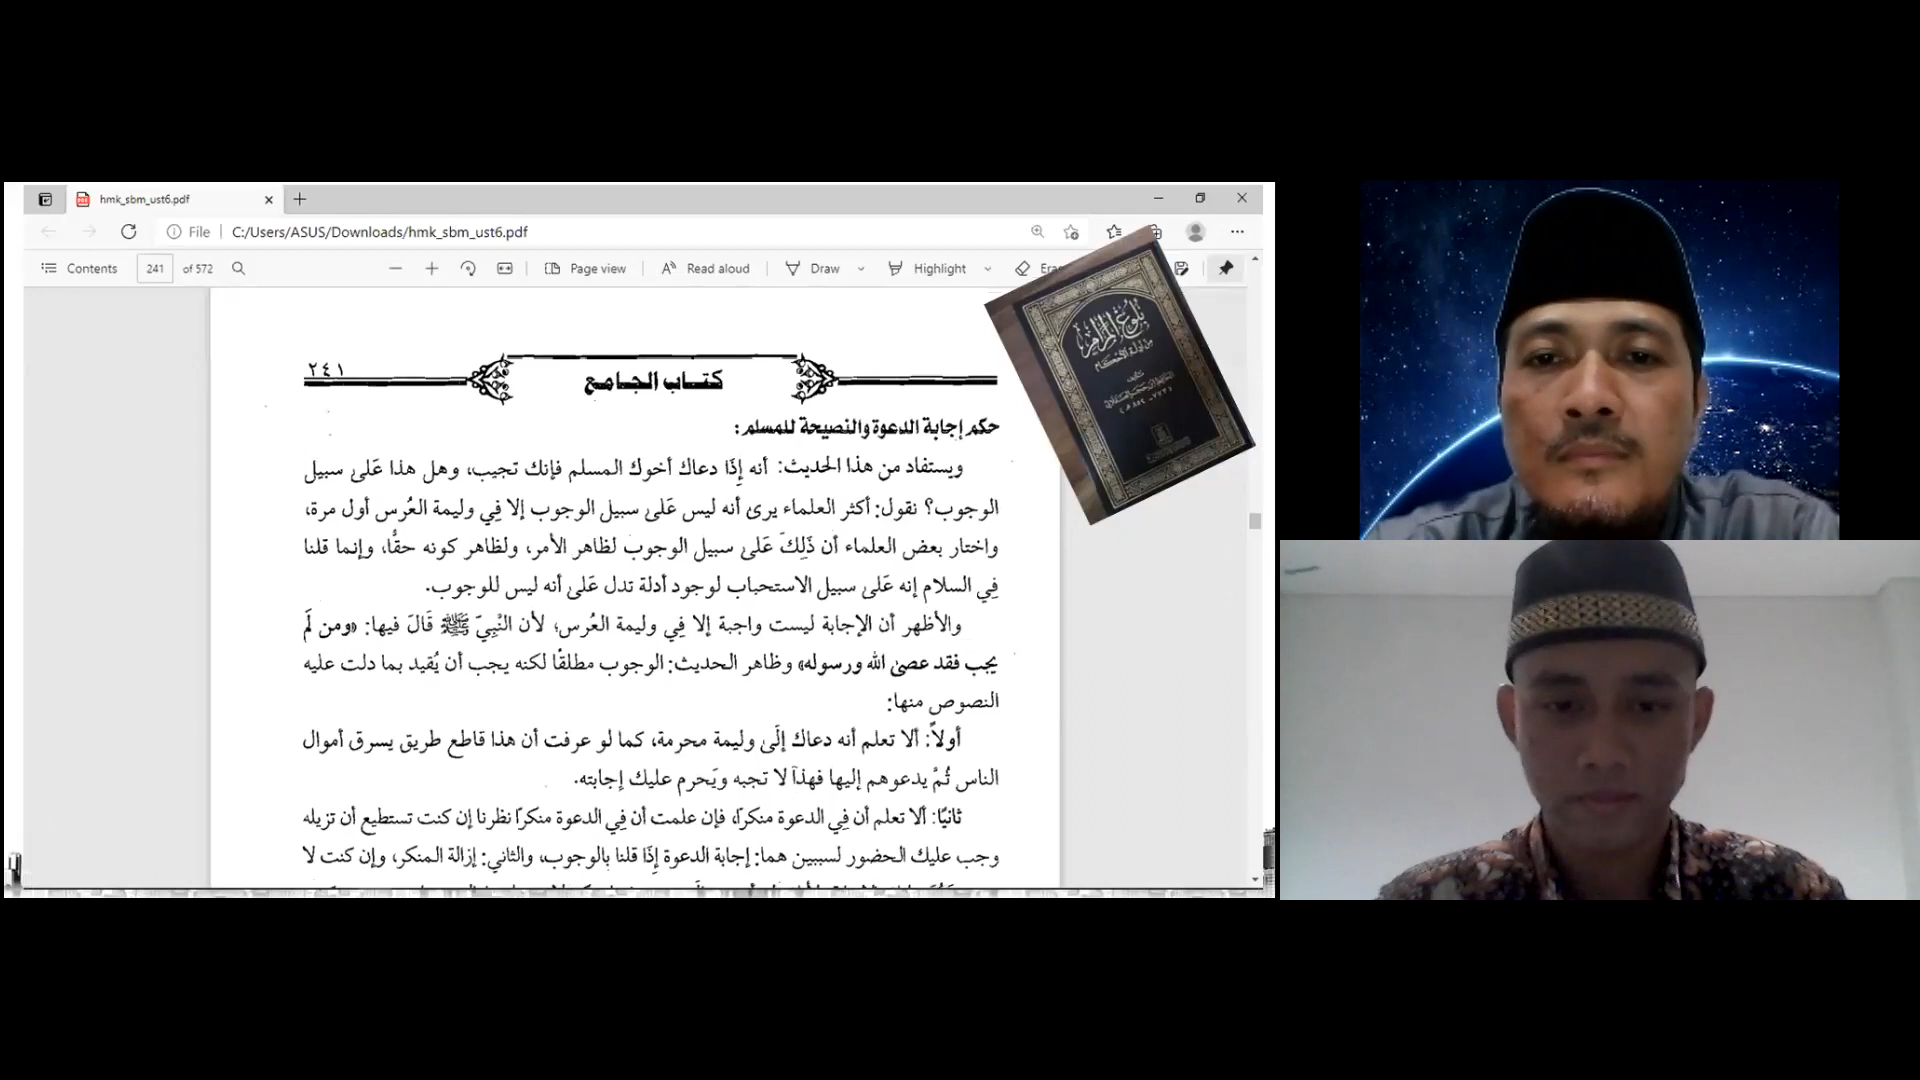 hmk_sbm_ust6.pdf
File
C:/Users/ASUS/Downloads/hmk_sbm_ust6.pdf
Contents
241 of 572
Page view
Read aloud
Draw
Highlight
٢٤١
كتاب الجامع
حكم إجابة الدعوة والنصيحة للمسلم:
ويستفاد من هذا الحديث: أنه إِذَا دعاك أخوك المسلم فإنك تجيب، وهل هذا عَلى سبيل
الوجوب؟ نقول: أكثر العلماء يرى أنه ليس عَلى سبيل الوجوب إلا فِي وليمة العُرس أول مرة،
واختار بعض العلماء أن ذَلِكَ عَلى سبيل الوجوب لظاهر الأمر، ولظاهر كونه حقًّا، وإنما قلنا
فِي السلام إنه عَلى سبيل الاستحباب لوجود أدلة تدل عَلى أنه ليس للوجوب.
والأظهر أن الإجابة ليست واجبة إلا فِي وليمة العُرس؛ لأن النَّبِيّ ﷺ قَالَ فيها: «ومن لَم
يجب فقد عصى الله ورسوله» وظاهر الحديث: الوجوب مطلقًا لكنه يجب أن يُقيد بما دلت عليه
النصوص منها:
أولاً: ألا تعلم أنه دعاك إلَى وليمة محرمة، كما لو عرفت أن هذا قاطع طريق يسرق أموال
الناس ثُمَّ يدعوهم إليها فهذا لا تجبه ويَحرم عليك إجابته.
ثانيًا: ألا تعلم أن فِي الدعوة منكرًا، فإن علمت أن فِي الدعوة منكرًا نظرنا إن كنت تستطيع أن تزيله
وجب عليك الحضور لسببين هما: إجابة الدعوة إِذَا قلنا بالوجوب، والثاني: إزالة المنكر، وإن كنت لا
بلوغ المرام
من أدلة الأحكام